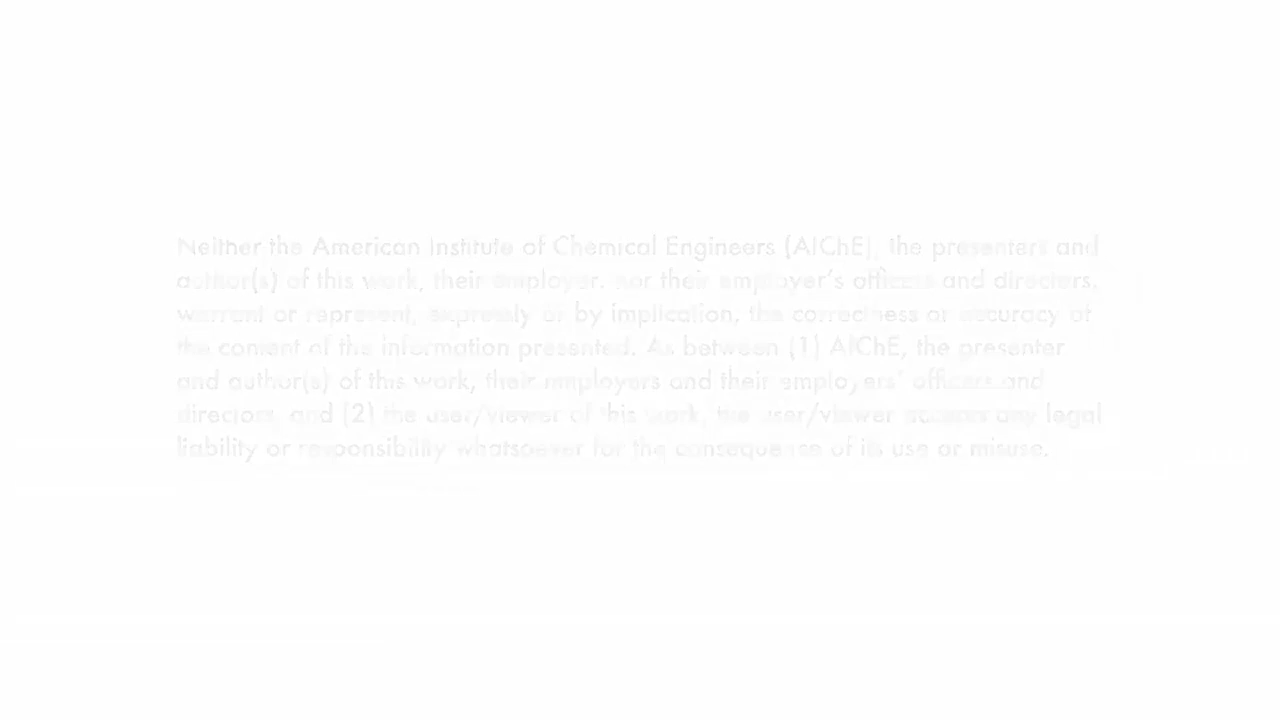 Neither the American Institute of Chemical Engineers (AIChE), the presenters and
author(s) of this work, their employer, nor their employer's officers and directors,
warrant or represent, expressly or by implication, the correctness or accuracy of
the content of the information presented. As between (1) AIChE, the presenter
and author(s) of this work, their employers and their employers' officers and
directors, and (2) the user/viewer of this work, the user/viewer accepts any legal
liability or responsibility whatsoever for the consequence of its use or misuse.